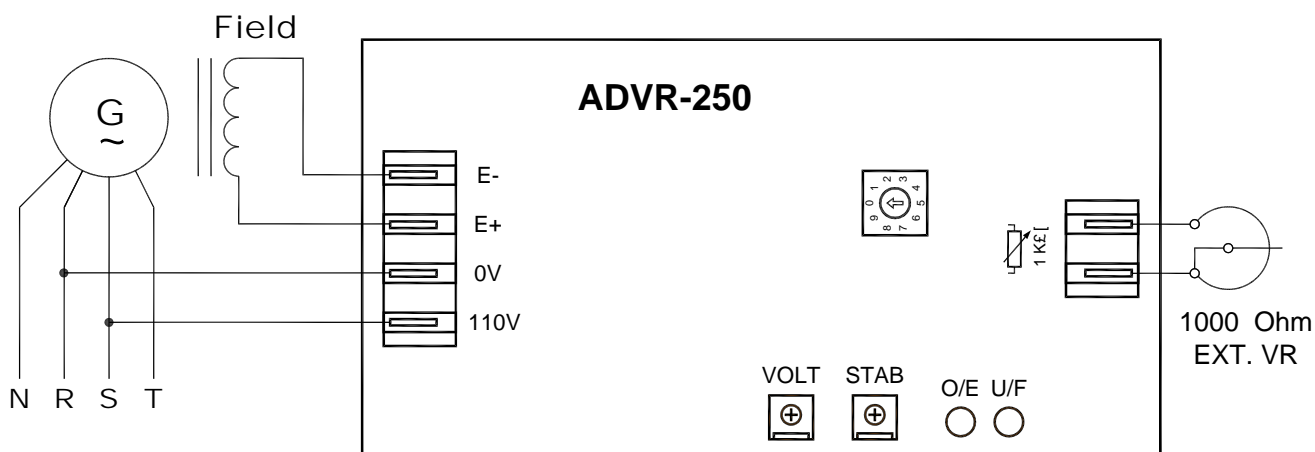 Field
ADVR-250
G
~
E-
E+
0V
110V
N R S T
0 1 2 3 4 5 6 7 8 9
1 K£[
1000 Ohm
EXT. VR
VOLT STAB O/E U/F